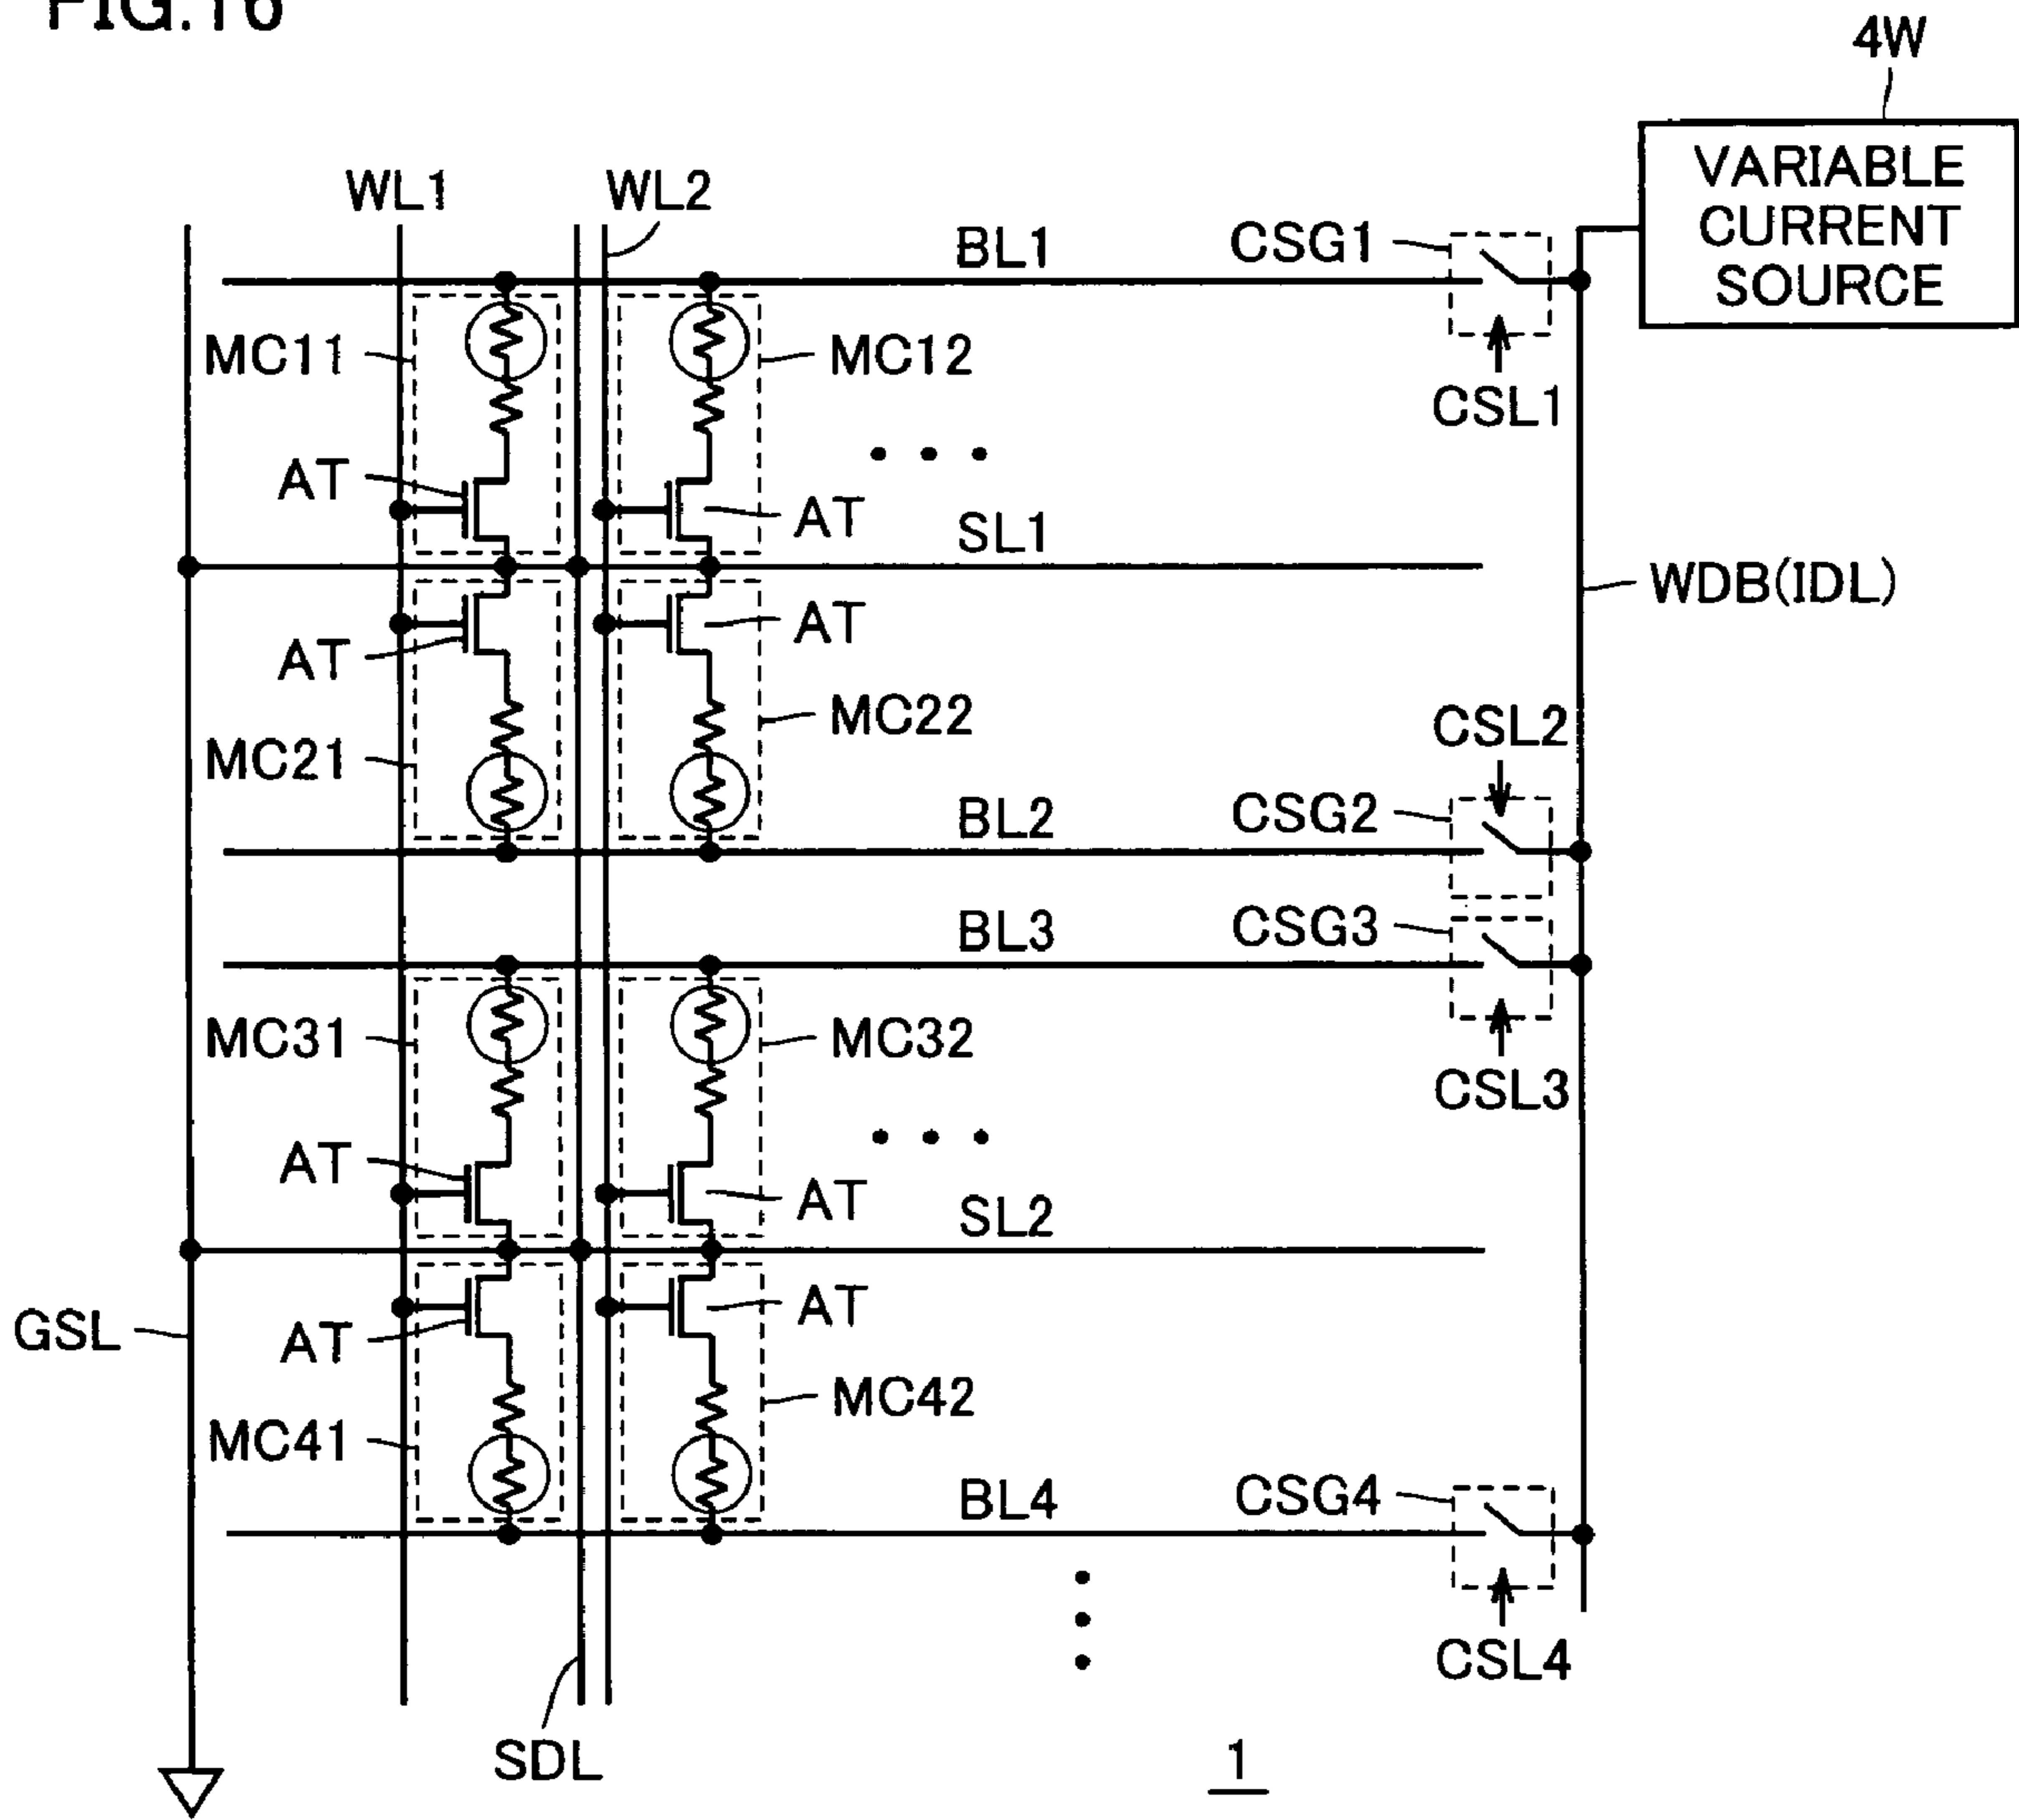 FIG.16
4W
VARIABLE
CURRENT
SOURCE
WL1
WL2
BL1
CSG1
MC11
MC12
CSL1
AT
AT
SL1
WDB(IDL)
AT
AT
MC22
CSL2
MC21
BL2
CSG2
BL3
CSG3
MC31
MC32
CSL3
AT
AT
SL2
AT
GSL
AT
MC42
MC41
BL4
CSG4
CSL4
SDL
1